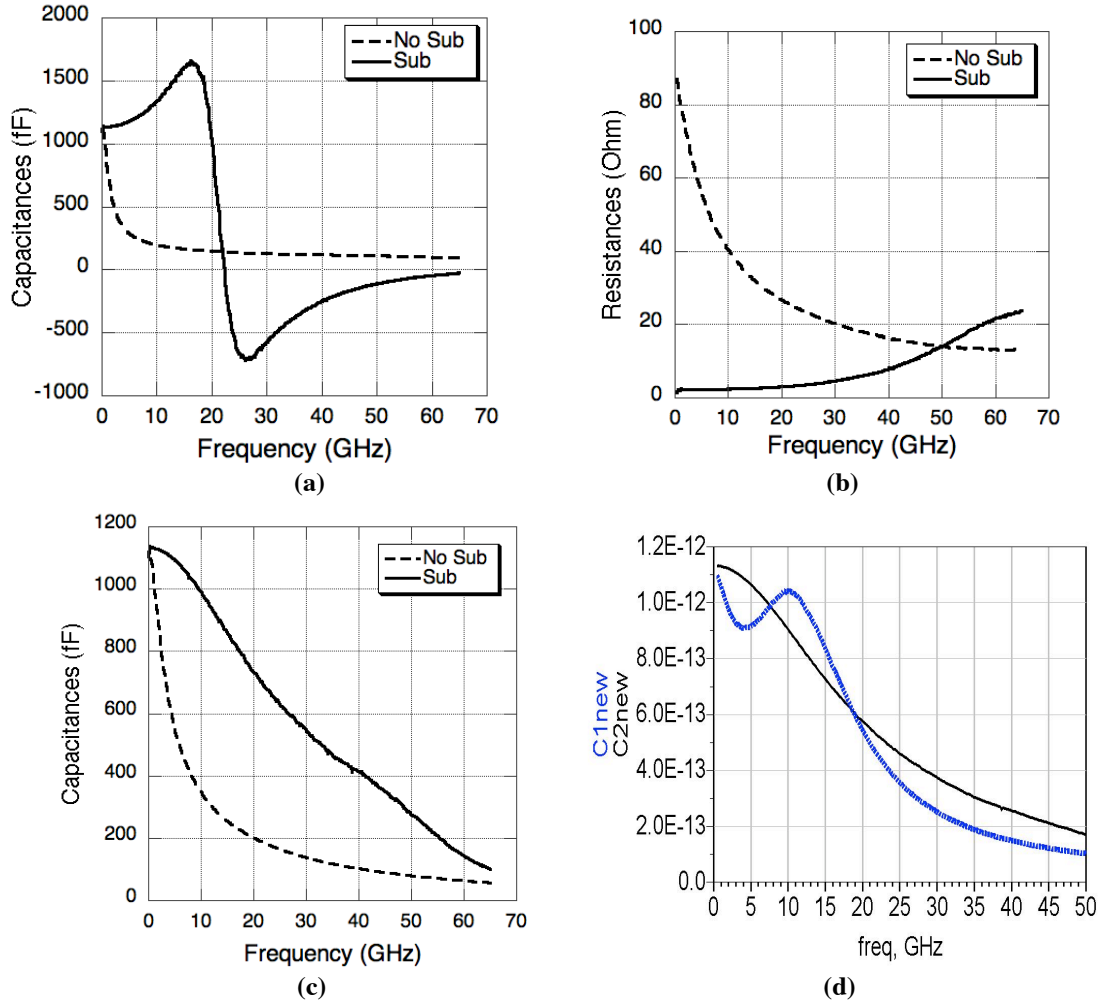 2000
1500
1000
500
0
-500
-1000
Capacitances (fF)
No Sub
Sub
0 10 20 30 40 50 60 70
Frequency (GHz)
(a)
100
80
60
40
20
0
Resistances (Ohm)
No Sub
Sub
0 10 20 30 40 50 60 70
Frequency (GHz)
(b)
1200
1000
800
600
400
200
0
Capacitances (fF)
No Sub
Sub
0 10 20 30 40 50 60 70
Frequency (GHz)
(c)
1.2E-12
1.0E-12
8.0E-13
6.0E-13
4.0E-13
2.0E-13
0.0
C1new
C2new
0 5 10 15 20 25 30 35 40 45 50
freq, GHz
(d)